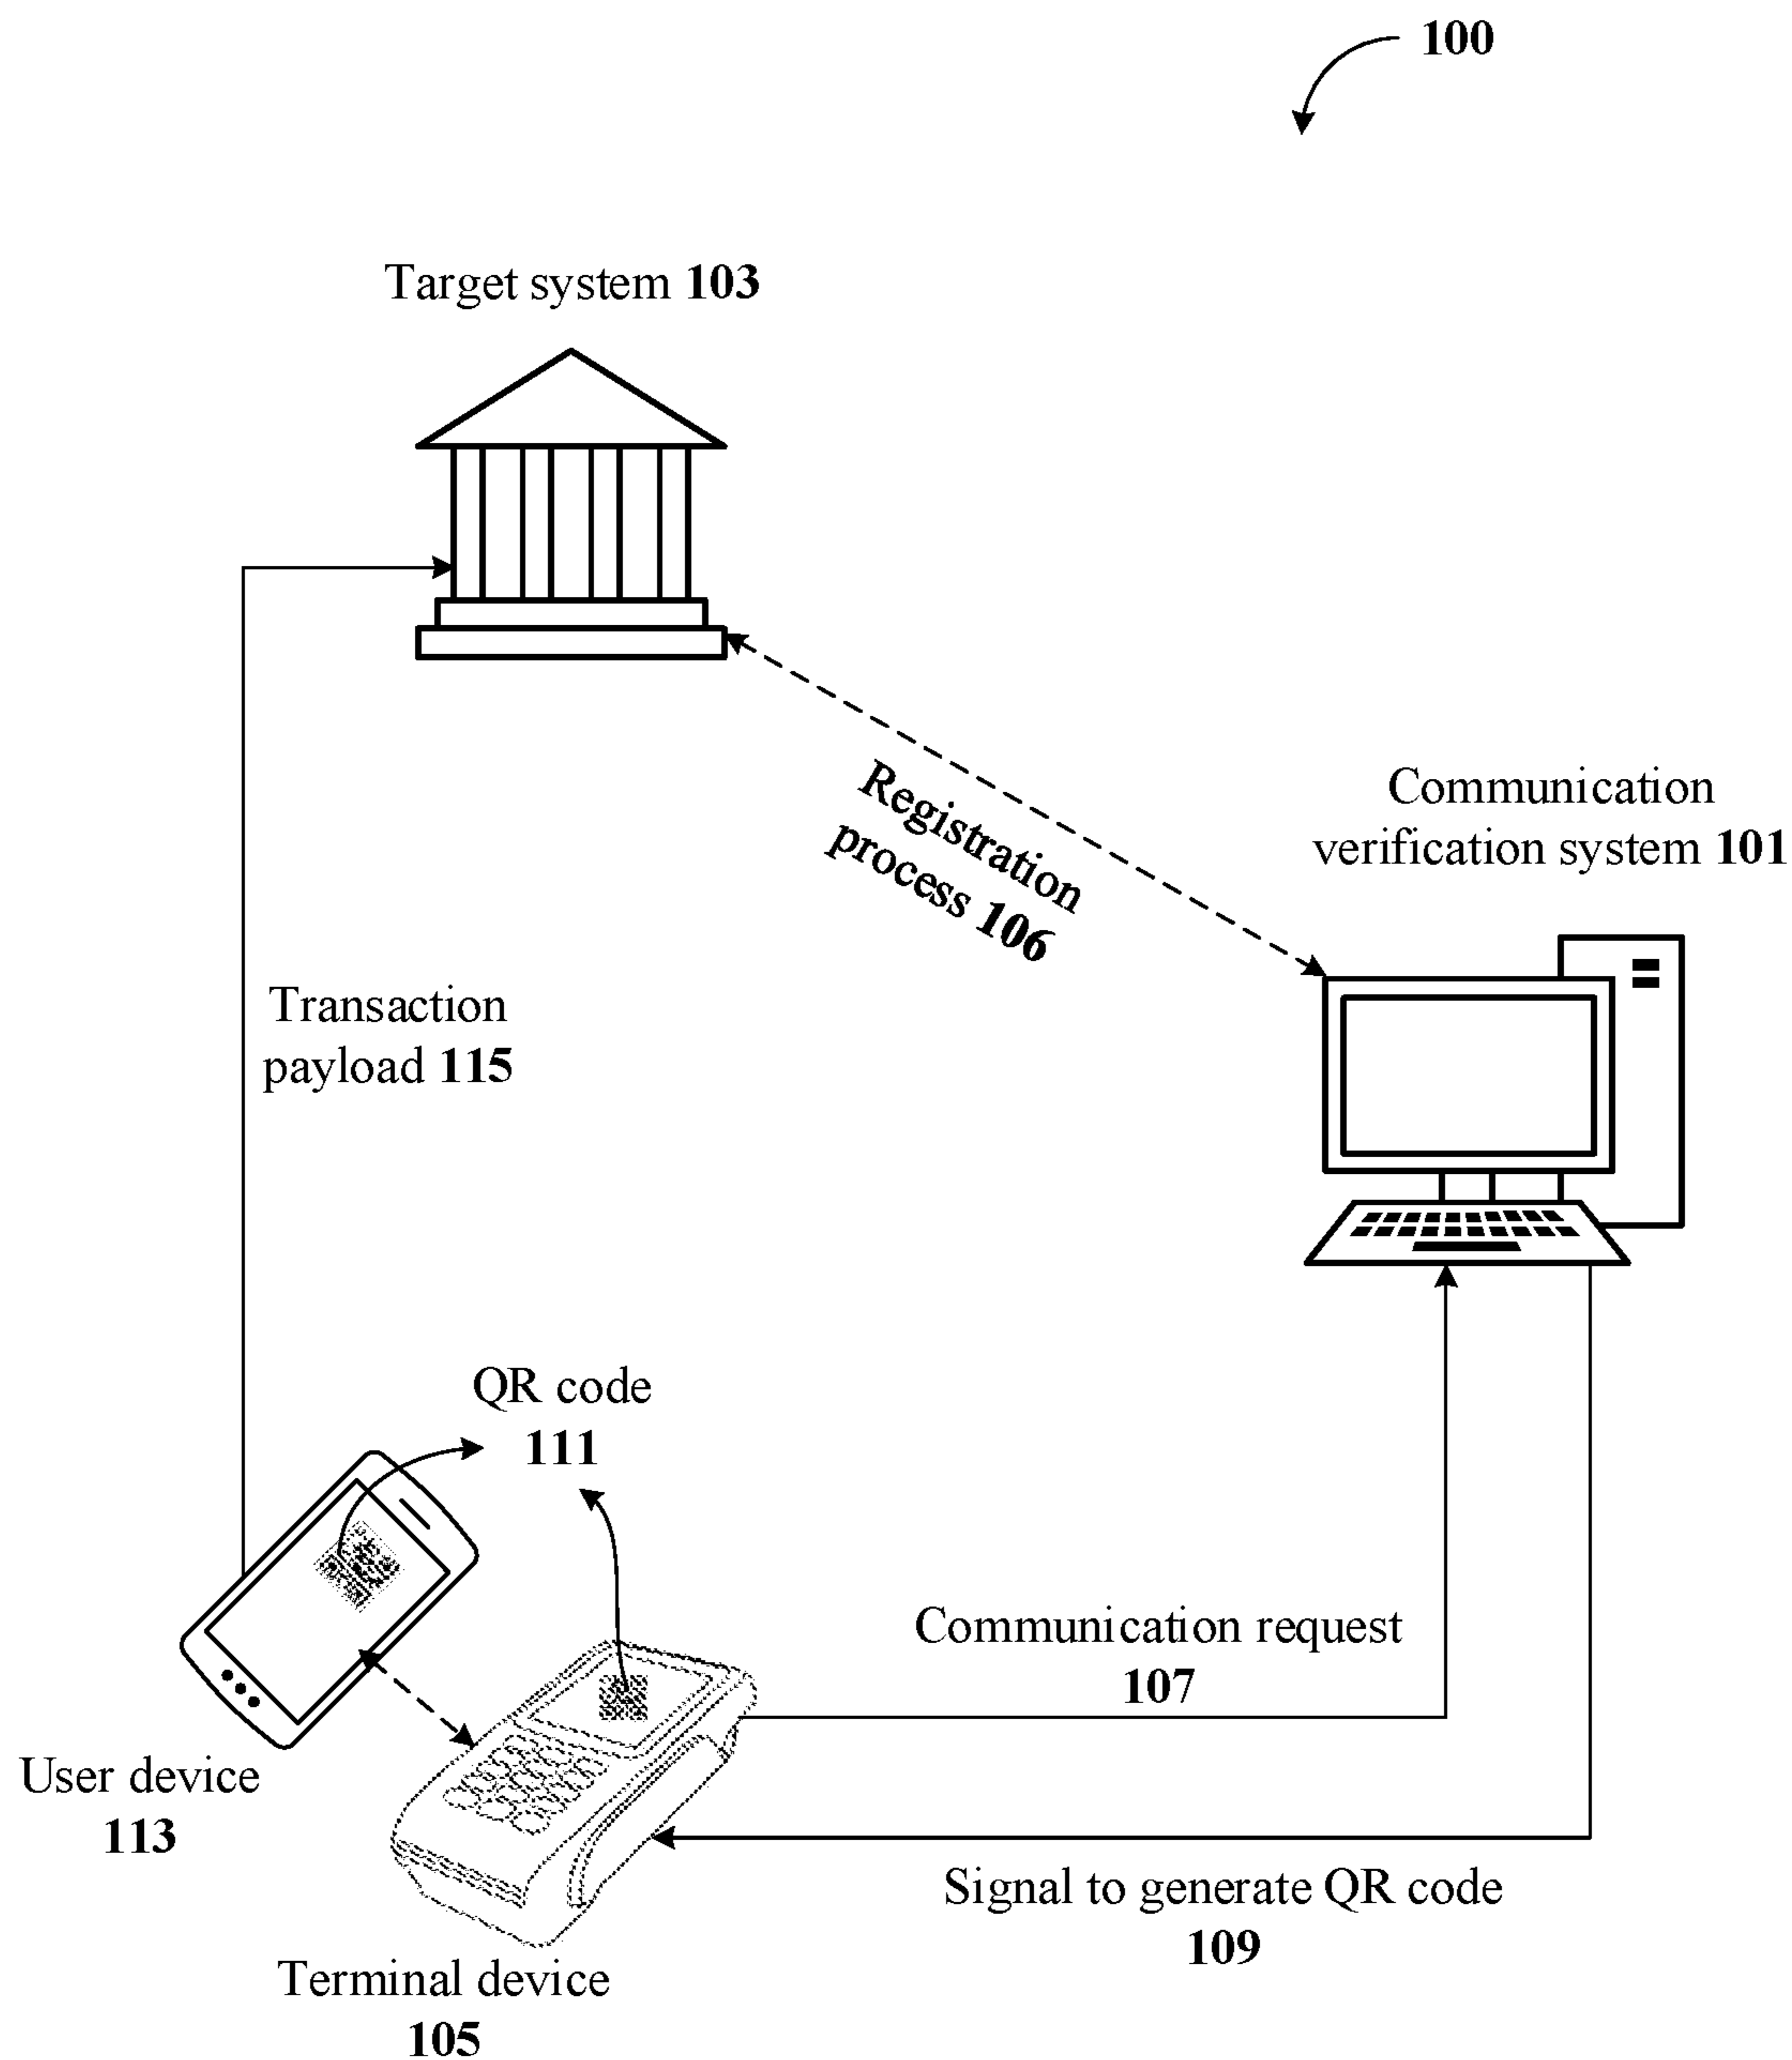 100
Target system 103
Registration
process 106
Communication
verification system 101
Transaction
payload 115
QR code
111
Communication request
107
User device
113
Signal to generate QR code
109
Terminal device
105